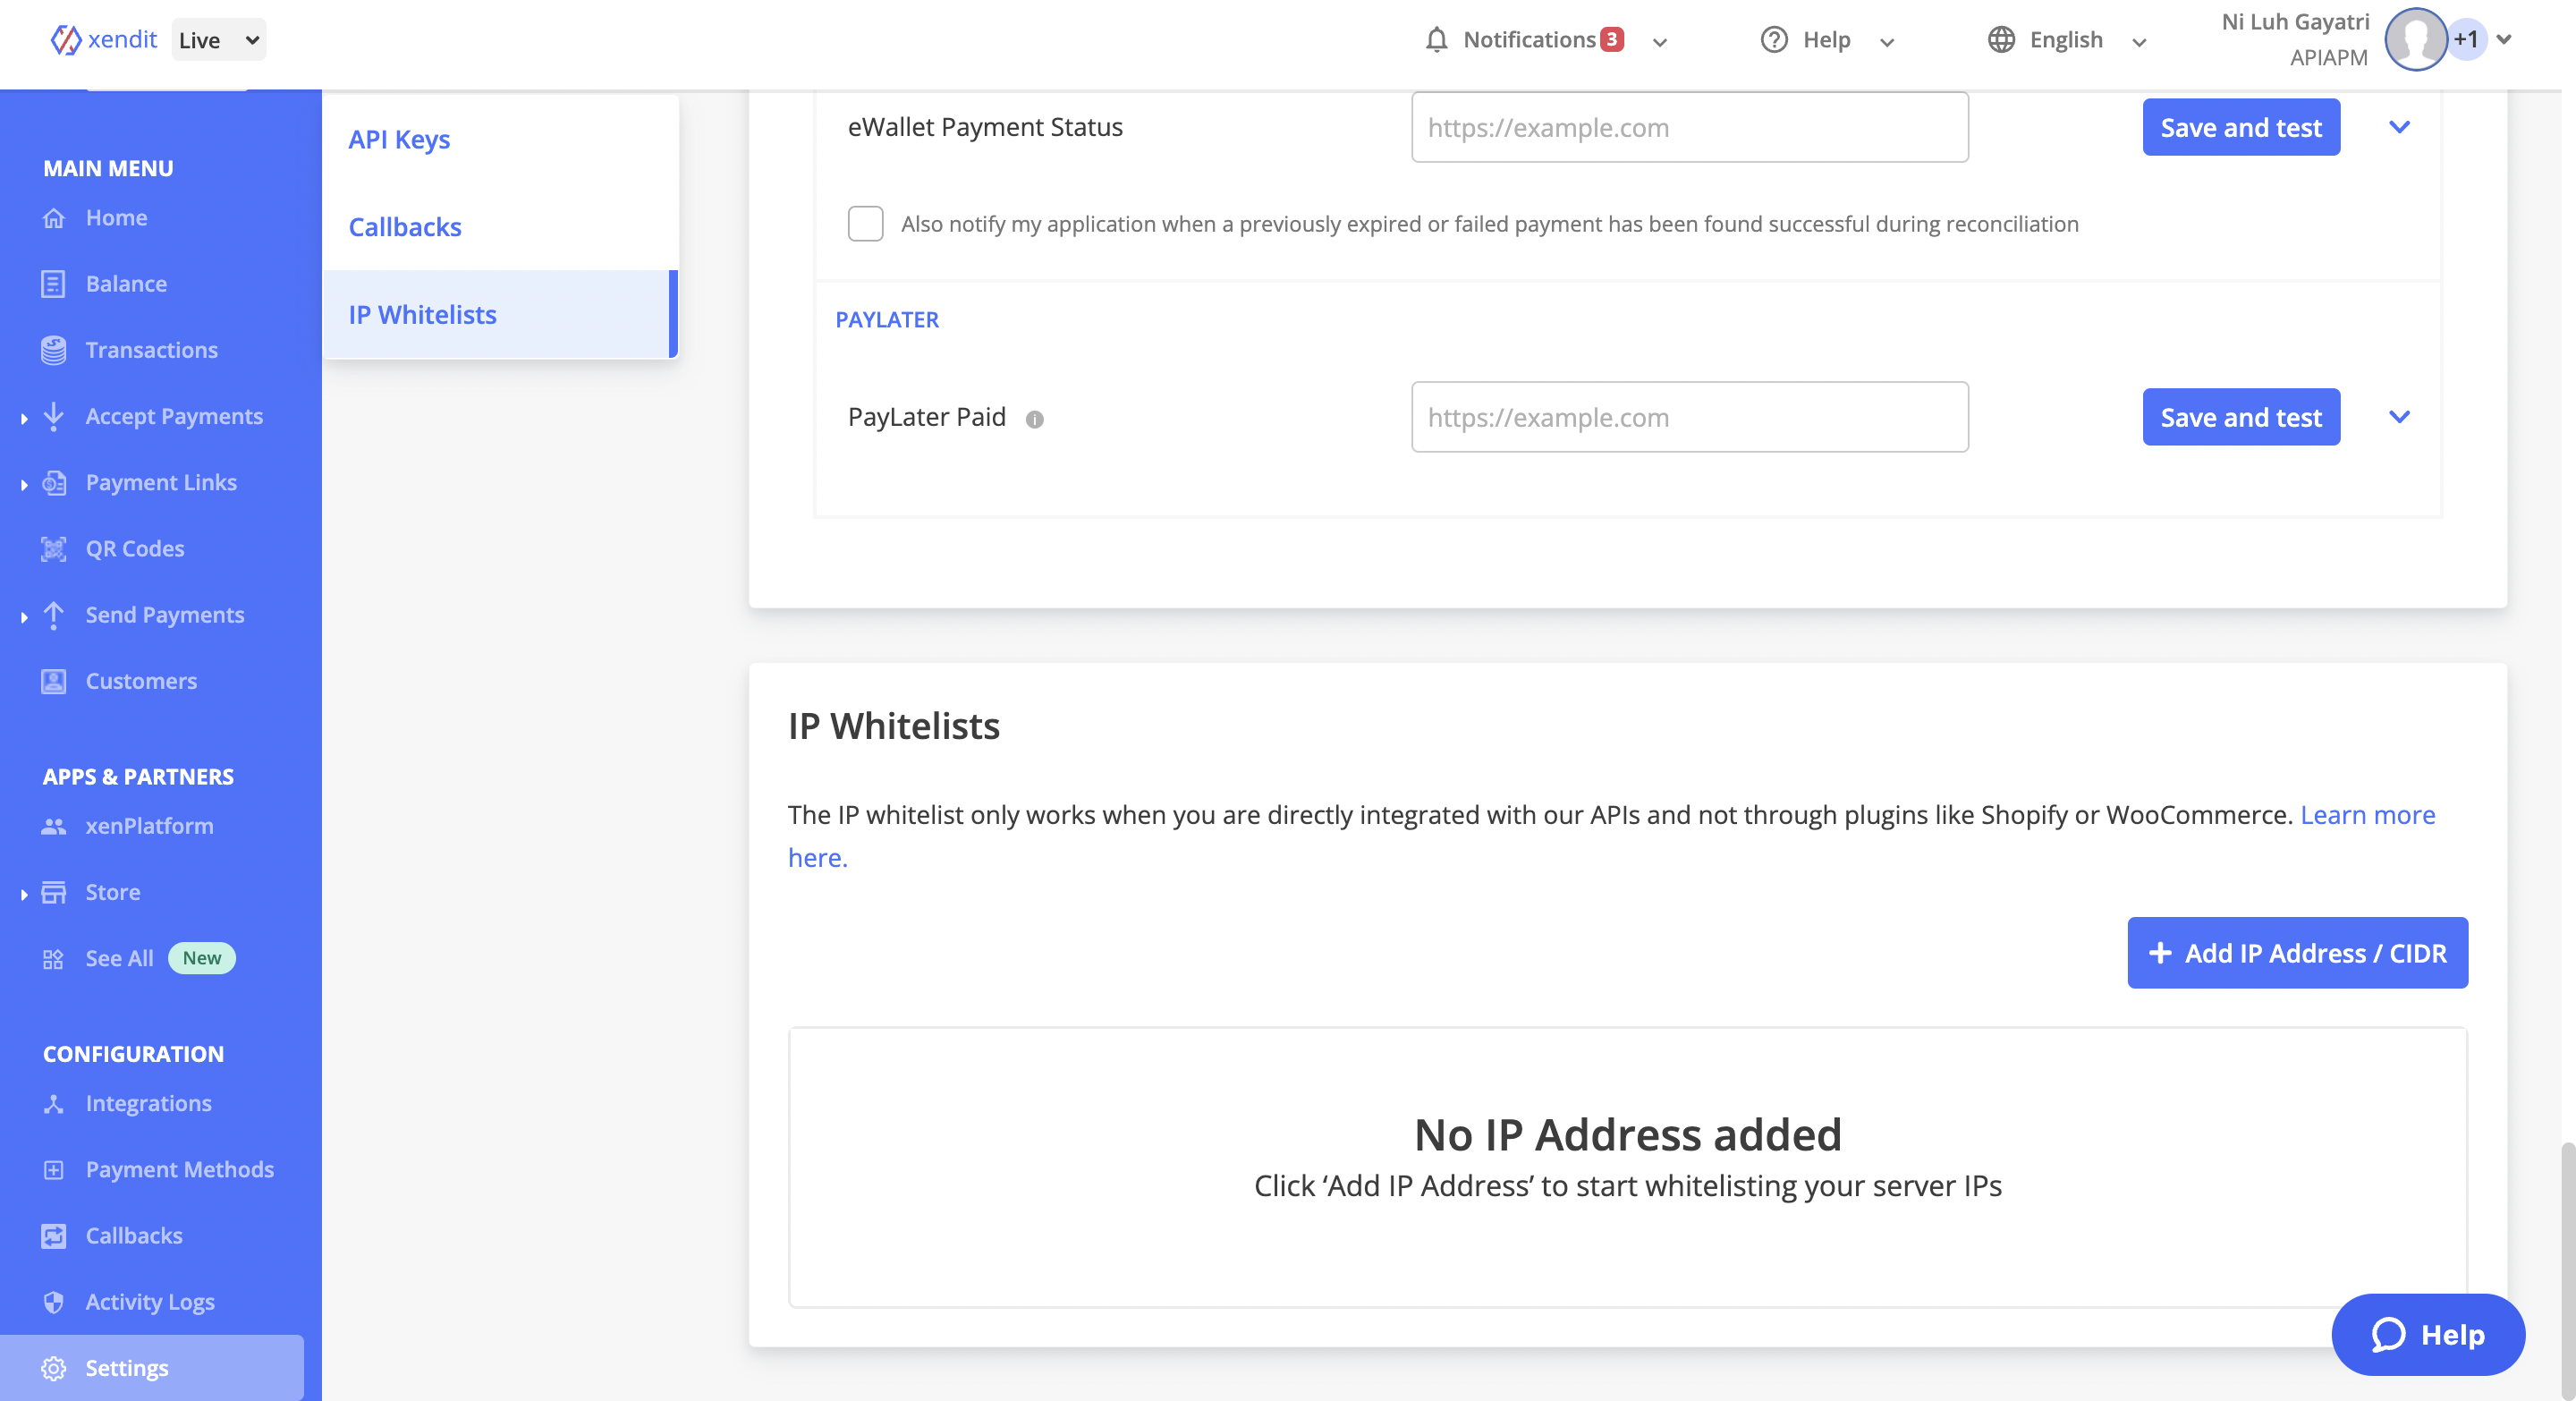 xendit
Live
Notifications 3
Help
English
Ni Luh Gayatri
APIAPM
+1
MAIN MENU
Home
Balance
Transactions
Accept Payments
Payment Links
QR Codes
Send Payments
Customers
APPS & PARTNERS
xenPlatform
Store
See All New
CONFIGURATION
Integrations
Payment Methods
Callbacks
Activity Logs
Settings
API Keys
Callbacks
IP Whitelists
eWallet Payment Status
https://example.com
Save and test
Also notify my application when a previously expired or failed payment has been found successful during reconciliation
PAYLATER
PayLater Paid
https://example.com
Save and test
IP Whitelists
The IP whitelist only works when you are directly integrated with our APIs and not through plugins like Shopify or WooCommerce. Learn more
here.
+ Add IP Address / CIDR
No IP Address added
Click ‘Add IP Address’ to start whitelisting your server IPs
Help